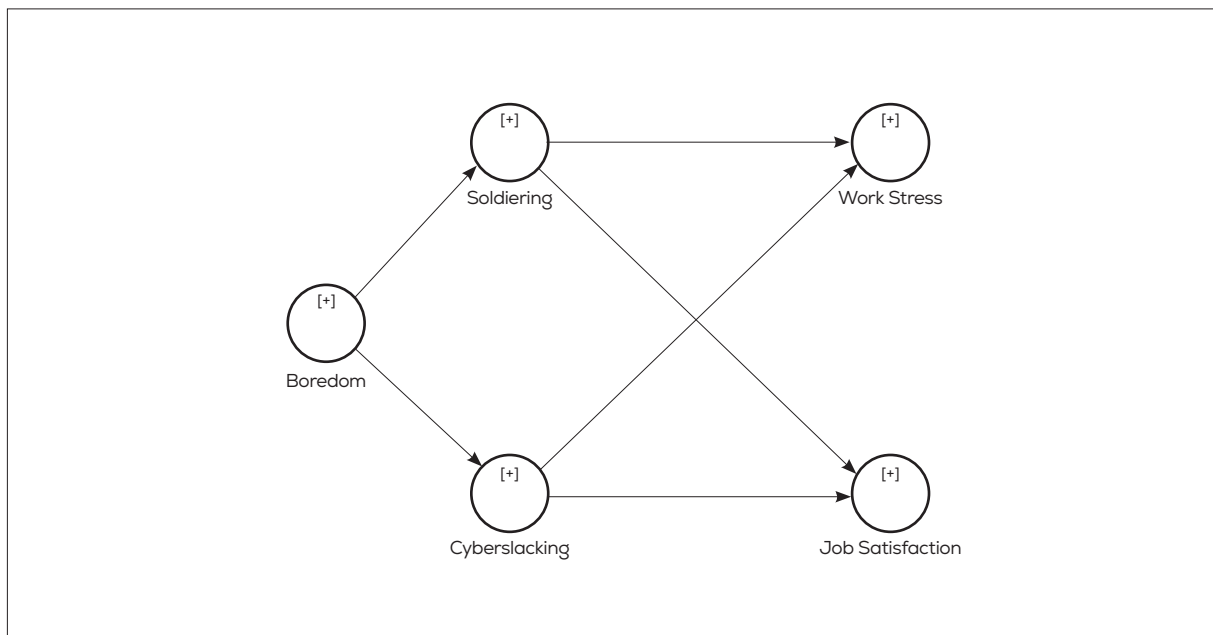 [+]
Soldiering
[+]
Work Stress
[+]
Boredom
[+]
Cyberslacking
[+]
Job Satisfaction